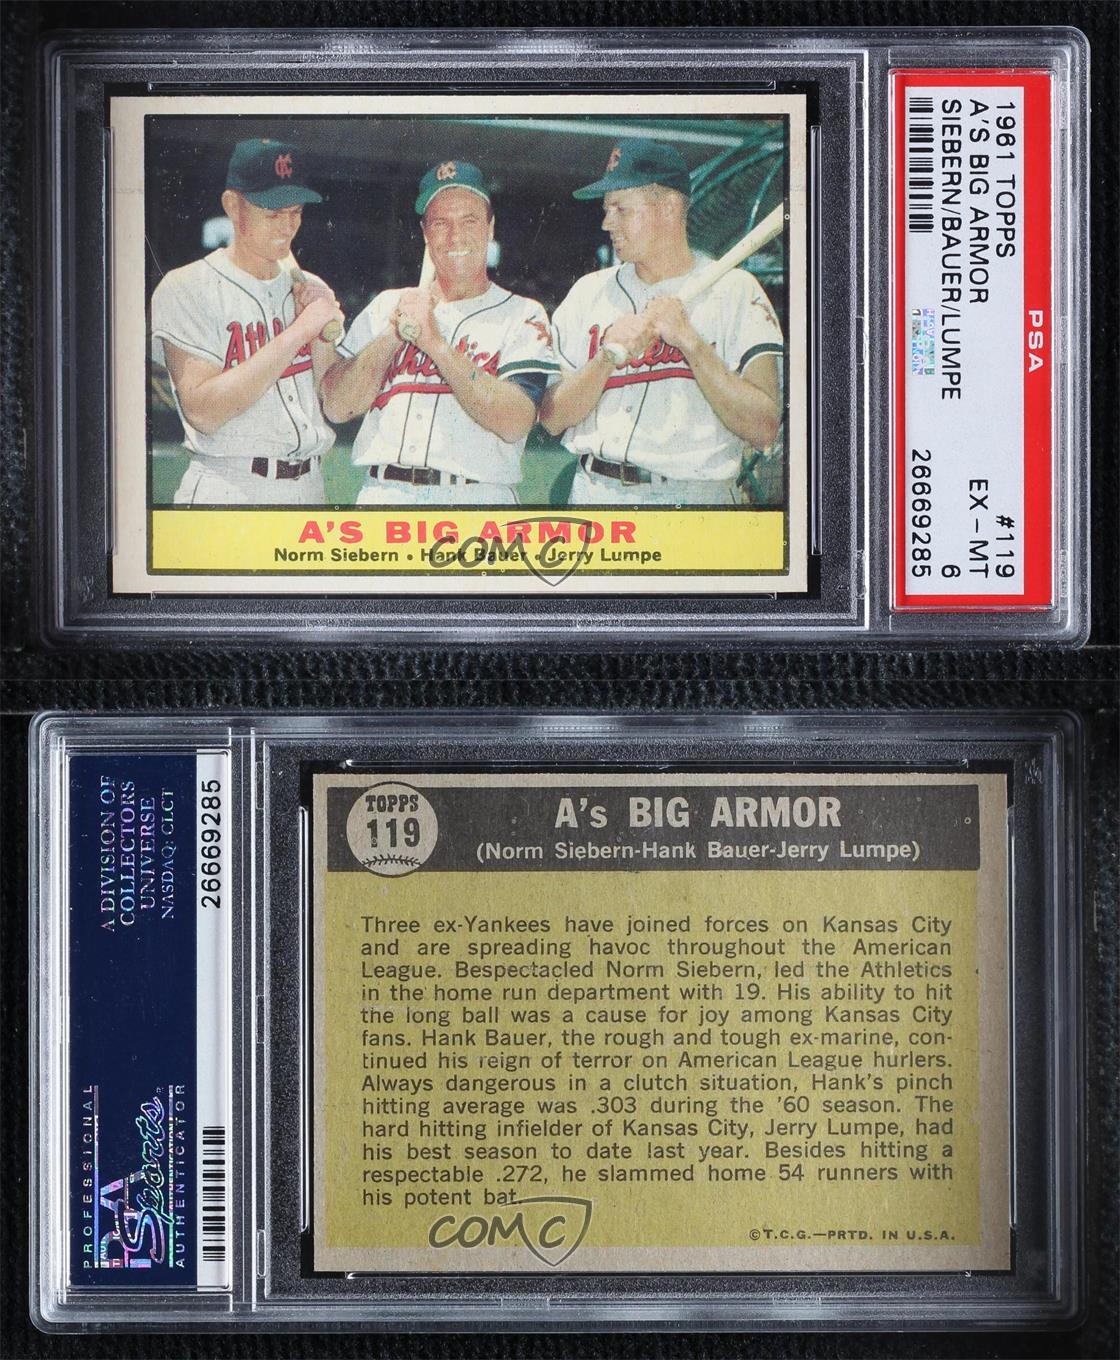 KC
KC
KC
Athletics
A'S BIG ARMOR
Norm Siebern • Hank Bauer • Jerry Lumpe
COMC
1961 TOPPS #119
A'S BIG ARMOR EX-MT
SIEBERN/BAUER/LUMPE 6
26669285
PSA
A DIVISION OF
COLLECTORS
UNIVERSE
NASDAQ: CLCT
26669285
PROFESSIONAL
PSA
Sports
AUTHENTICATOR
TOPPS
119
A's BIG ARMOR
(Norm Siebern-Hank Bauer-Jerry Lumpe)
Three ex-Yankees have joined forces on Kansas City
and are spreading havoc throughout the American
League. Bespectacled Norm Siebern, led the Athletics
in the home run department with 19. His ability to hit
the long ball was a cause for joy among Kansas City
fans. Hank Bauer, the rough and tough ex-marine, con-
tinued his reign of terror on American League hurlers.
Always dangerous in a clutch situation, Hank's pinch
hitting average was .303 during the '60 season. The
hard hitting infielder of Kansas City, Jerry Lumpe, had
his best season to date last year. Besides hitting a
respectable .272, he slammed home 54 runners with
his potent bat.
COMC
©T.C.G.—PRTD. IN U.S.A.